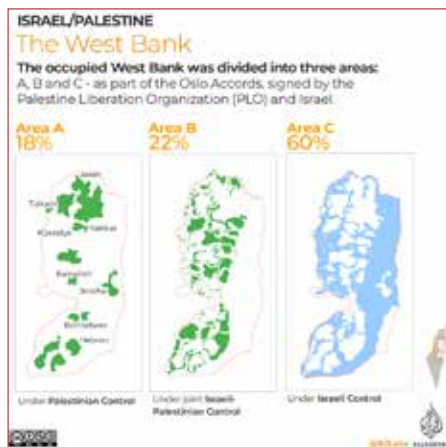 ISRAEL/PALESTINE
The West Bank
The occupied West Bank was divided into three areas:
A, B and C - as part of the Oslo Accords, signed by the
Palestine Liberation Organization (PLO) and Israel
Area A
18%
Area B
22%
Area C
60%
Jenin
Tulkarm
Nablus
Qalqilya
Ramallah
Jericho
Bethlehem
Hebron
Under Palestinian Control
Under joint Israeli-
Palestinian Control
Under Israeli Control